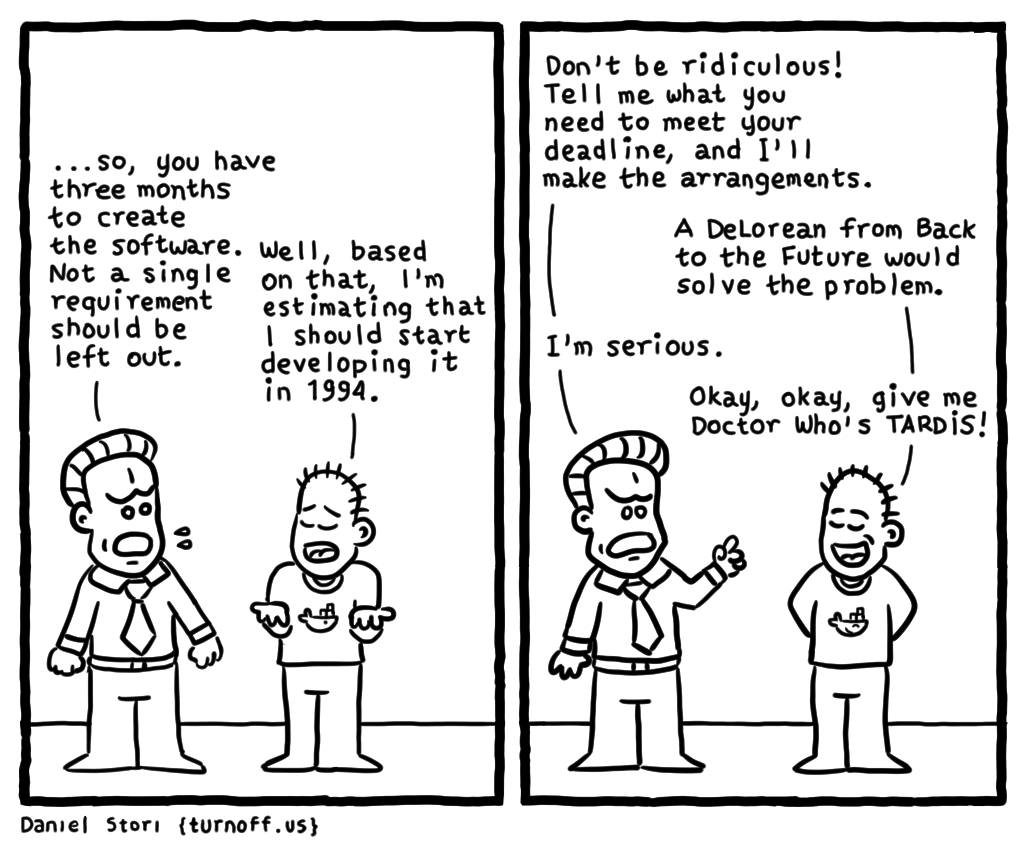 ...so, you have
three months
to create
the software.
Not a single
requirement
should be
left out.
Well, based
on that, I'm
estimating that
I should start
developing it
in 1994.
Don't be ridiculous!
Tell me what you
need to meet your
deadline, and I'll
make the arrangements.
A DeLorean from Back
to the Future would
solve the problem.
I'm serious.
Okay, okay, give me
Doctor Who's TARDiS!
Daniel Stori {turnoff.us}